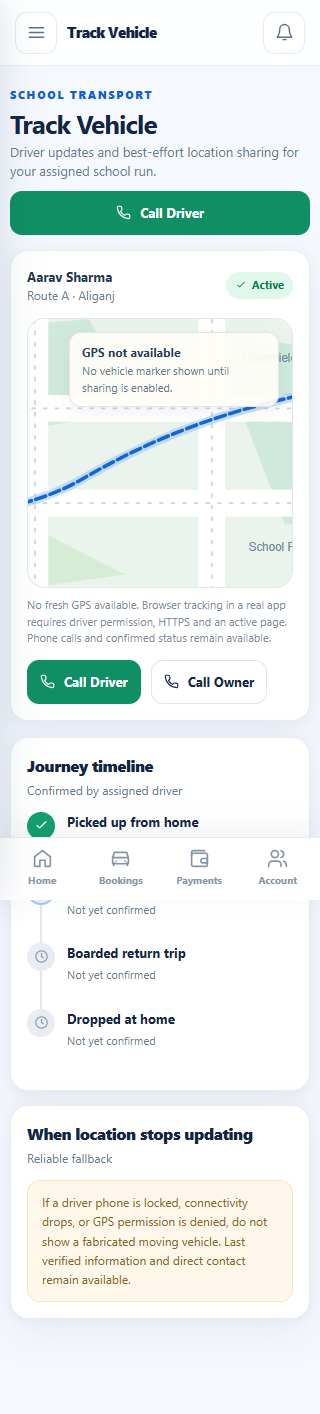 Track Vehicle
SCHOOL TRANSPORT
Track Vehicle
Driver updates and best-effort location sharing for
your assigned school run.
Call Driver
Aarav Sharma
Route A · Aliganj
Active
GPS not available
No vehicle marker shown until
sharing is enabled.
School
No fresh GPS available. Browser tracking in a real app
requires driver permission, HTTPS and an active page.
Phone calls and confirmed status remain available.
Call Driver
Call Owner
Journey timeline
Confirmed by assigned driver
Picked up from home
Home
Bookings
Payments
Account
Not yet confirmed
Boarded return trip
Not yet confirmed
Dropped at home
Not yet confirmed
When location stops updating
Reliable fallback
If a driver phone is locked, connectivity
drops, or GPS permission is denied, do not
show a fabricated moving vehicle. Last
verified information and direct contact
remain available.